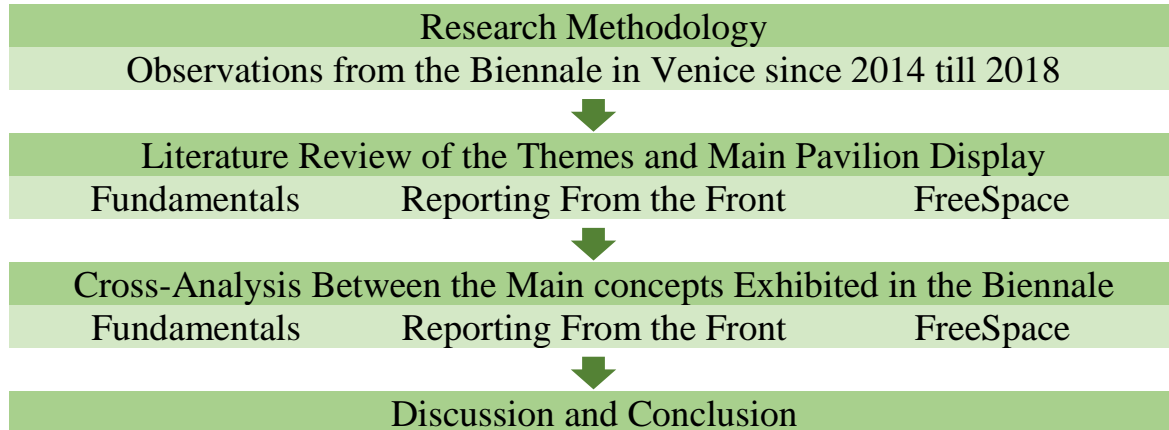 Research Methodology
Observations from the Biennale in Venice since 2014 till 2018
Literature Review of the Themes and Main Pavilion Display
Fundamentals Reporting From the Front FreeSpace
Cross-Analysis Between the Main concepts Exhibited in the Biennale
Fundamentals Reporting From the Front FreeSpace
Discussion and Conclusion